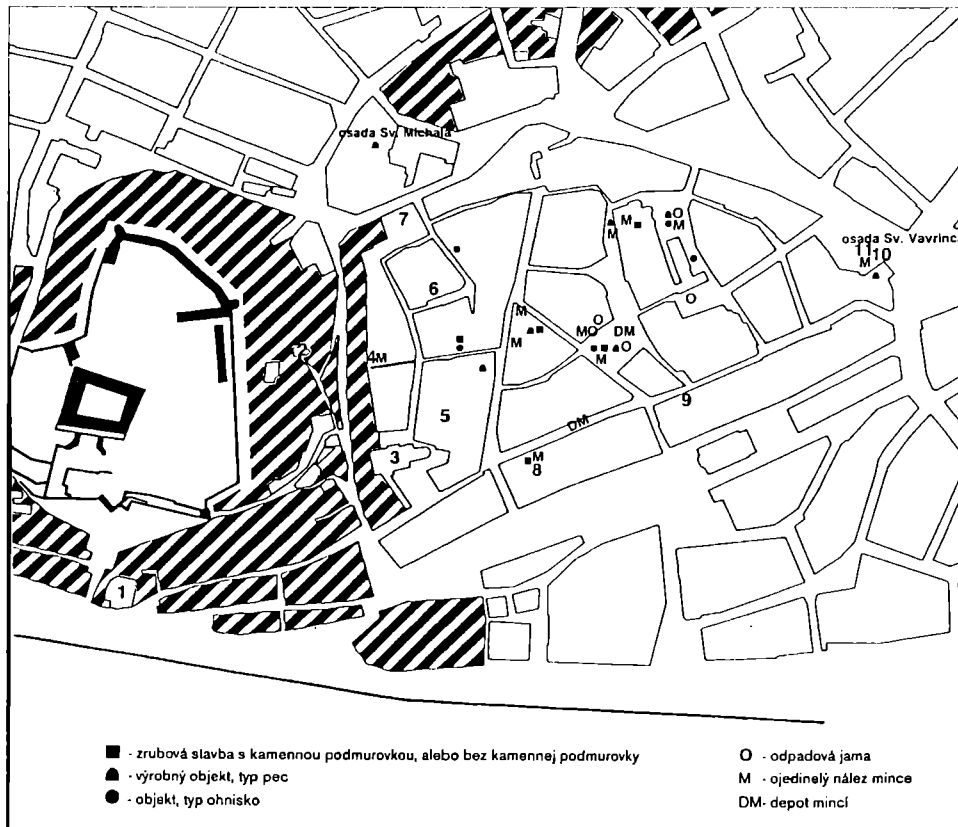 osada Sv. Michala
7
M
M
O
M
osada Sv. Vavrinca
11 10
M
6
O
M
O
MO
DM
M
M
O
4M
5
9
DM
3
M
8
1
- zrubová stavba s kamennou podmurovkou, alebo bez kamennej podmurovky
- výrobný objekt, typ pec
- objekt, typ ohnisko
O - odpadová jama
M - ojedinelý nález mince
DM- depot mincí